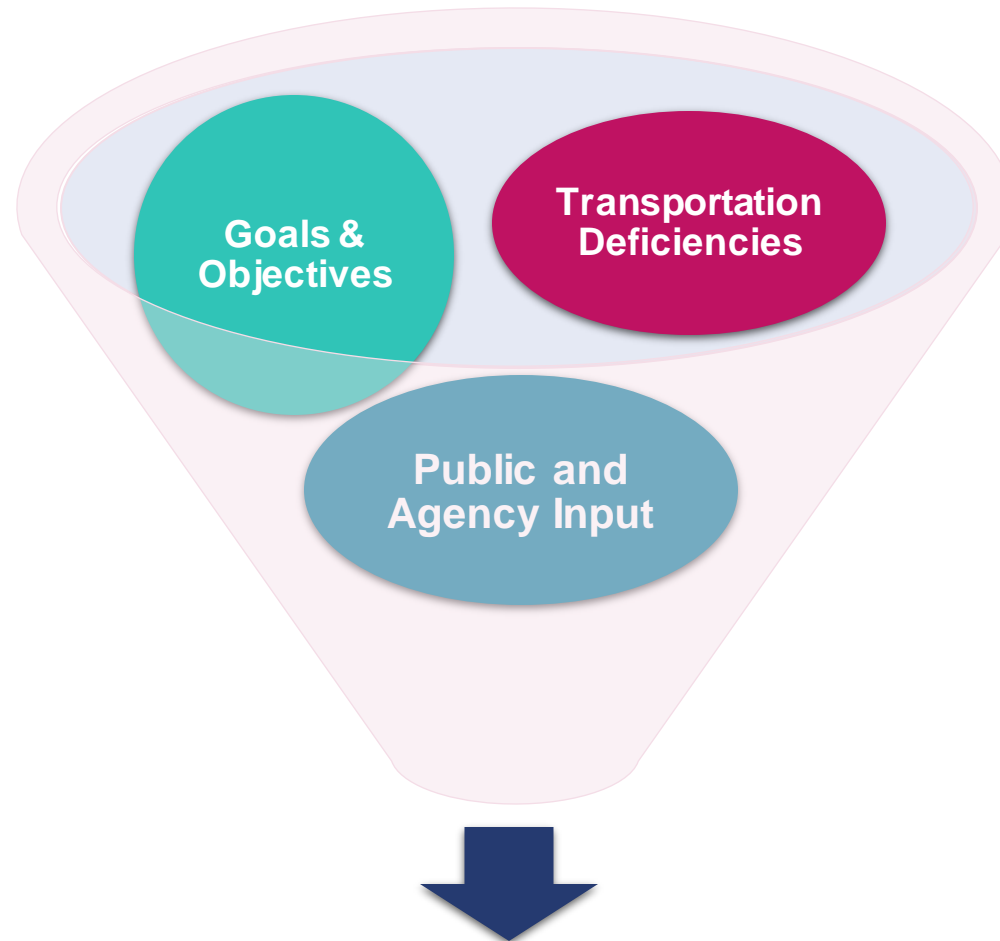 Goals &
Objectives
Transportation
Deficiencies
Public and
Agency Input